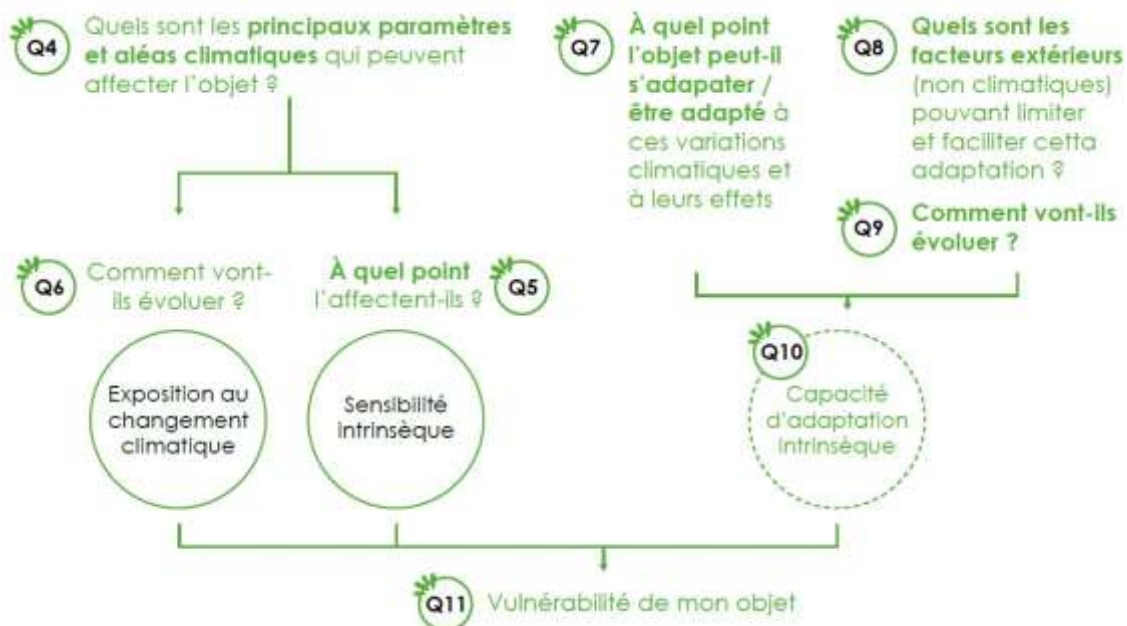 Q4
Quels sont les principaux paramètres
et aléas climatiques qui peuvent
affecter l'objet ?
Q7
À quel point
l'objet peut-il
s'adapater /
être adapté à
ces variations
climatiques et
à leurs effets
Q8
Quels sont les
facteurs extérieurs
(non climatiques)
pouvant limiter
et faciliter cetta
adaptation ?
Q9
Comment vont-ils
évoluer ?
Q6
Comment vont-
ils évoluer ?
À quel point
l'affectent-ils ?
Q5
Exposition au
changement
climatique
Sensibilité
intrinsèque
Q10
Capacité
d'adaptation
intrinsèque
Q11
Vulnérabilité de mon objet